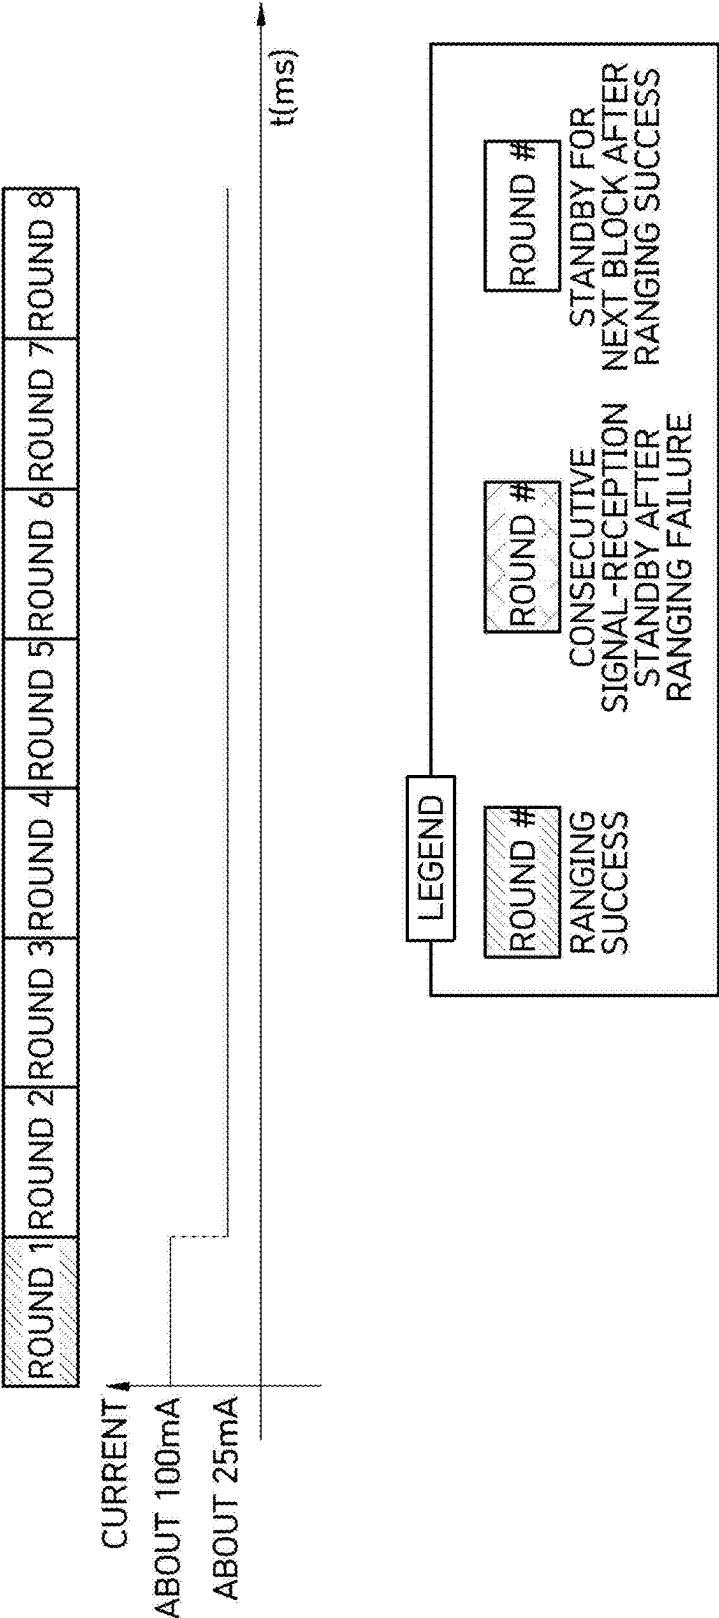 ROUND 1
ROUND 2
ROUND 3
ROUND 4
ROUND 5
ROUND 6
ROUND 7
ROUND 8
CURRENT
ABOUT 100mA
ABOUT 25mA
t(ms)
LEGEND
ROUND #
RANGING
SUCCESS
ROUND #
CONSECUTIVE
SIGNAL-RECEPTION
STANDBY AFTER
RANGING FAILURE
ROUND #
STANDBY FOR
NEXT BLOCK AFTER
RANGING SUCCESS